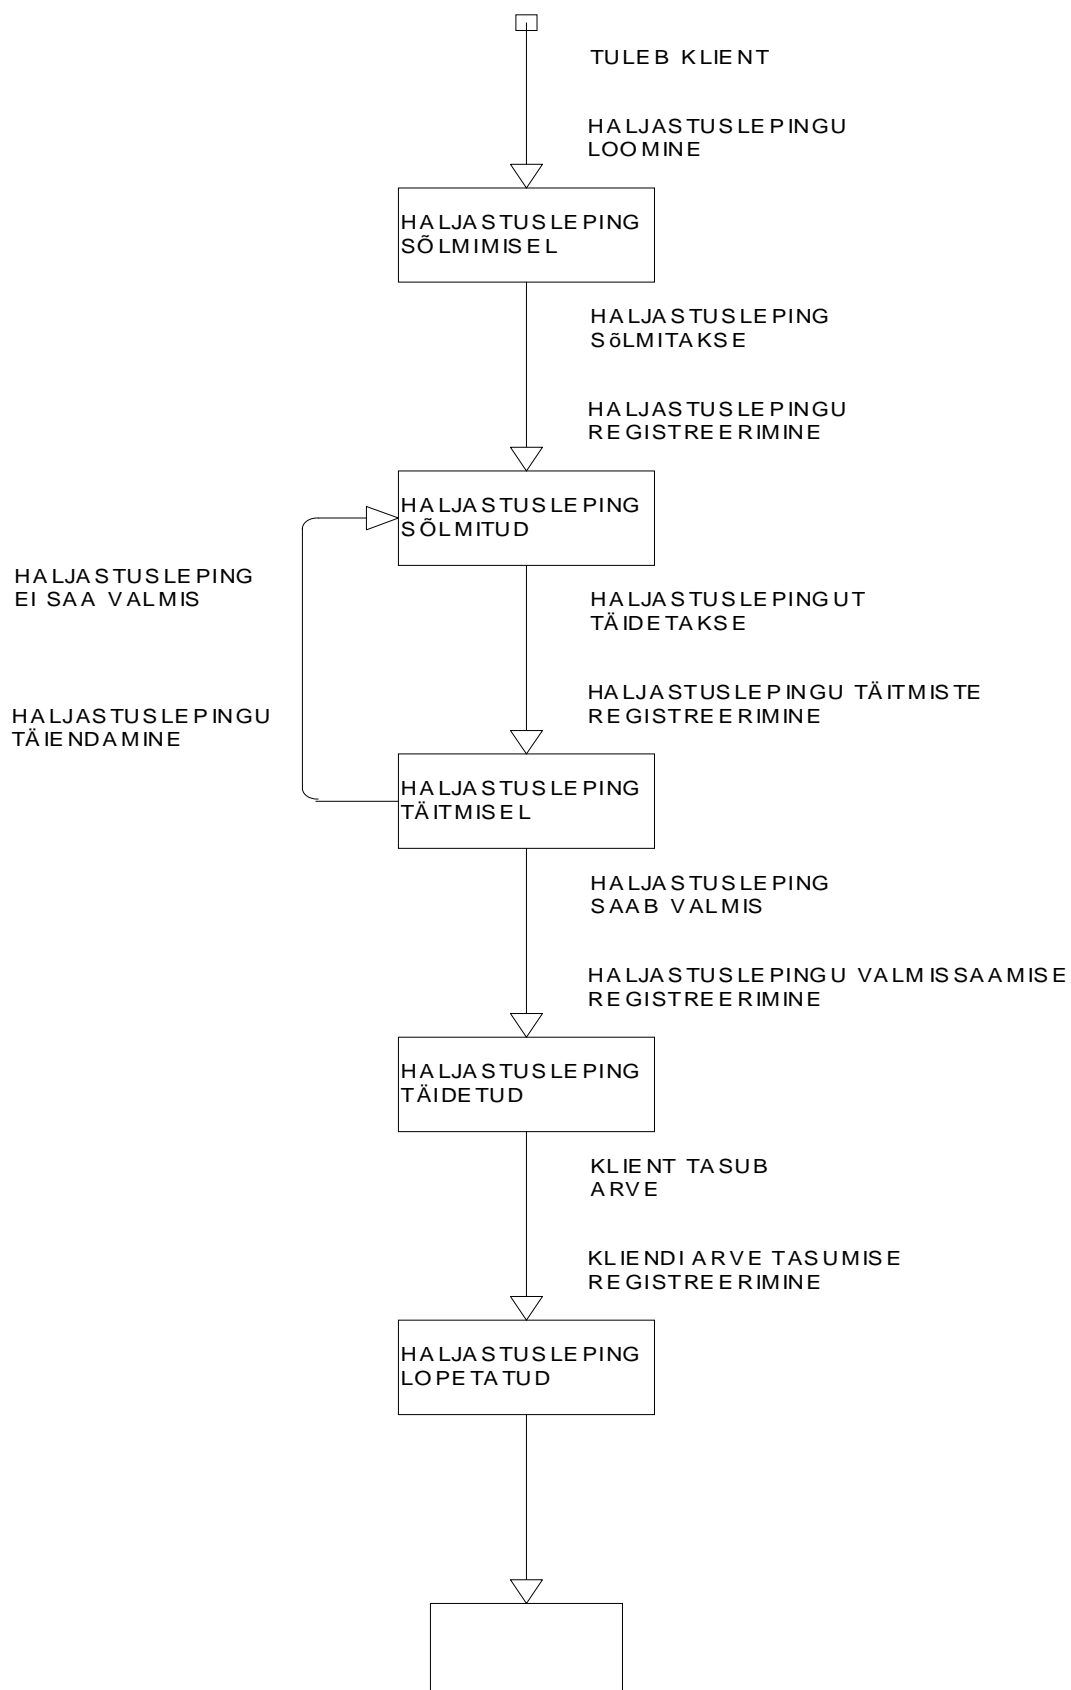 TULEB KLIENT
HALJASTUSLEPINGU
LOOMINE
HALJASTUSLEPING
SÕLMIMISEL
HALJASTUSLEPING
SõLMITAKSE
HALJASTUSLEPINGU
REGISTREERIMINE
HALJASTUSLEPING
SÕLMITUD
HALJASTUSLEPING
EI SAA VALMIS
HALJASTUSLEPINGUT
TÄIDETAKSE
HALJASTUSLEPINGU TÄITMISTE
REGISTREERIMINE
HALJASTUSLEPINGU
TÄIENDAMINE
HALJASTUSLEPING
TÄITMISEL
HALJASTUSLEPING
SAAB VALMIS
HALJASTUSLEPINGU VALMISSAAMISE
REGISTREERIMINE
HALJASTUSLEPING
TÄIDETUD
KLIENT TASUB
ARVE
KLIENDI ARVE TASUMISE
REGISTREERIMINE
HALJASTUSLEPING
LOPETATUD